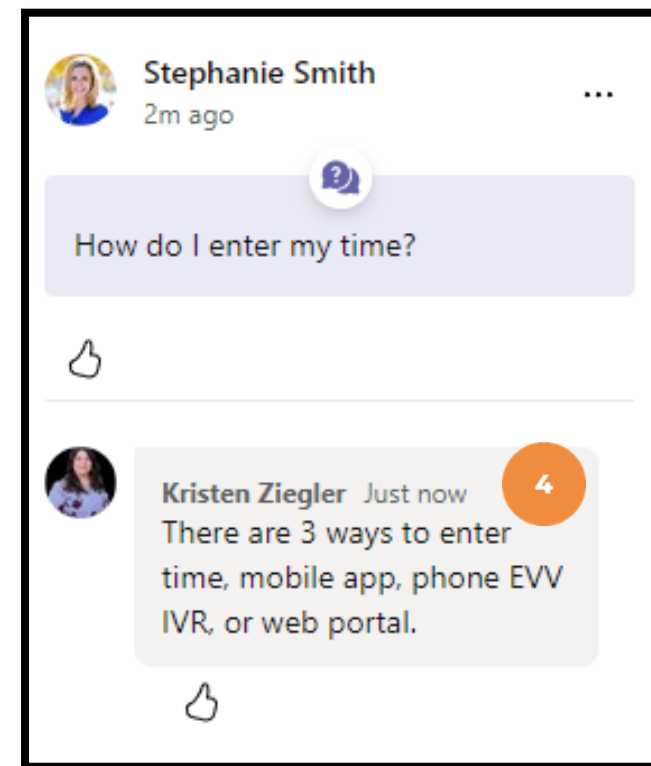 Stephanie Smith
2m ago
...
?
How do I enter my time?
Kristen Ziegler Just now
4
There are 3 ways to enter
time, mobile app, phone EVV
IVR, or web portal.